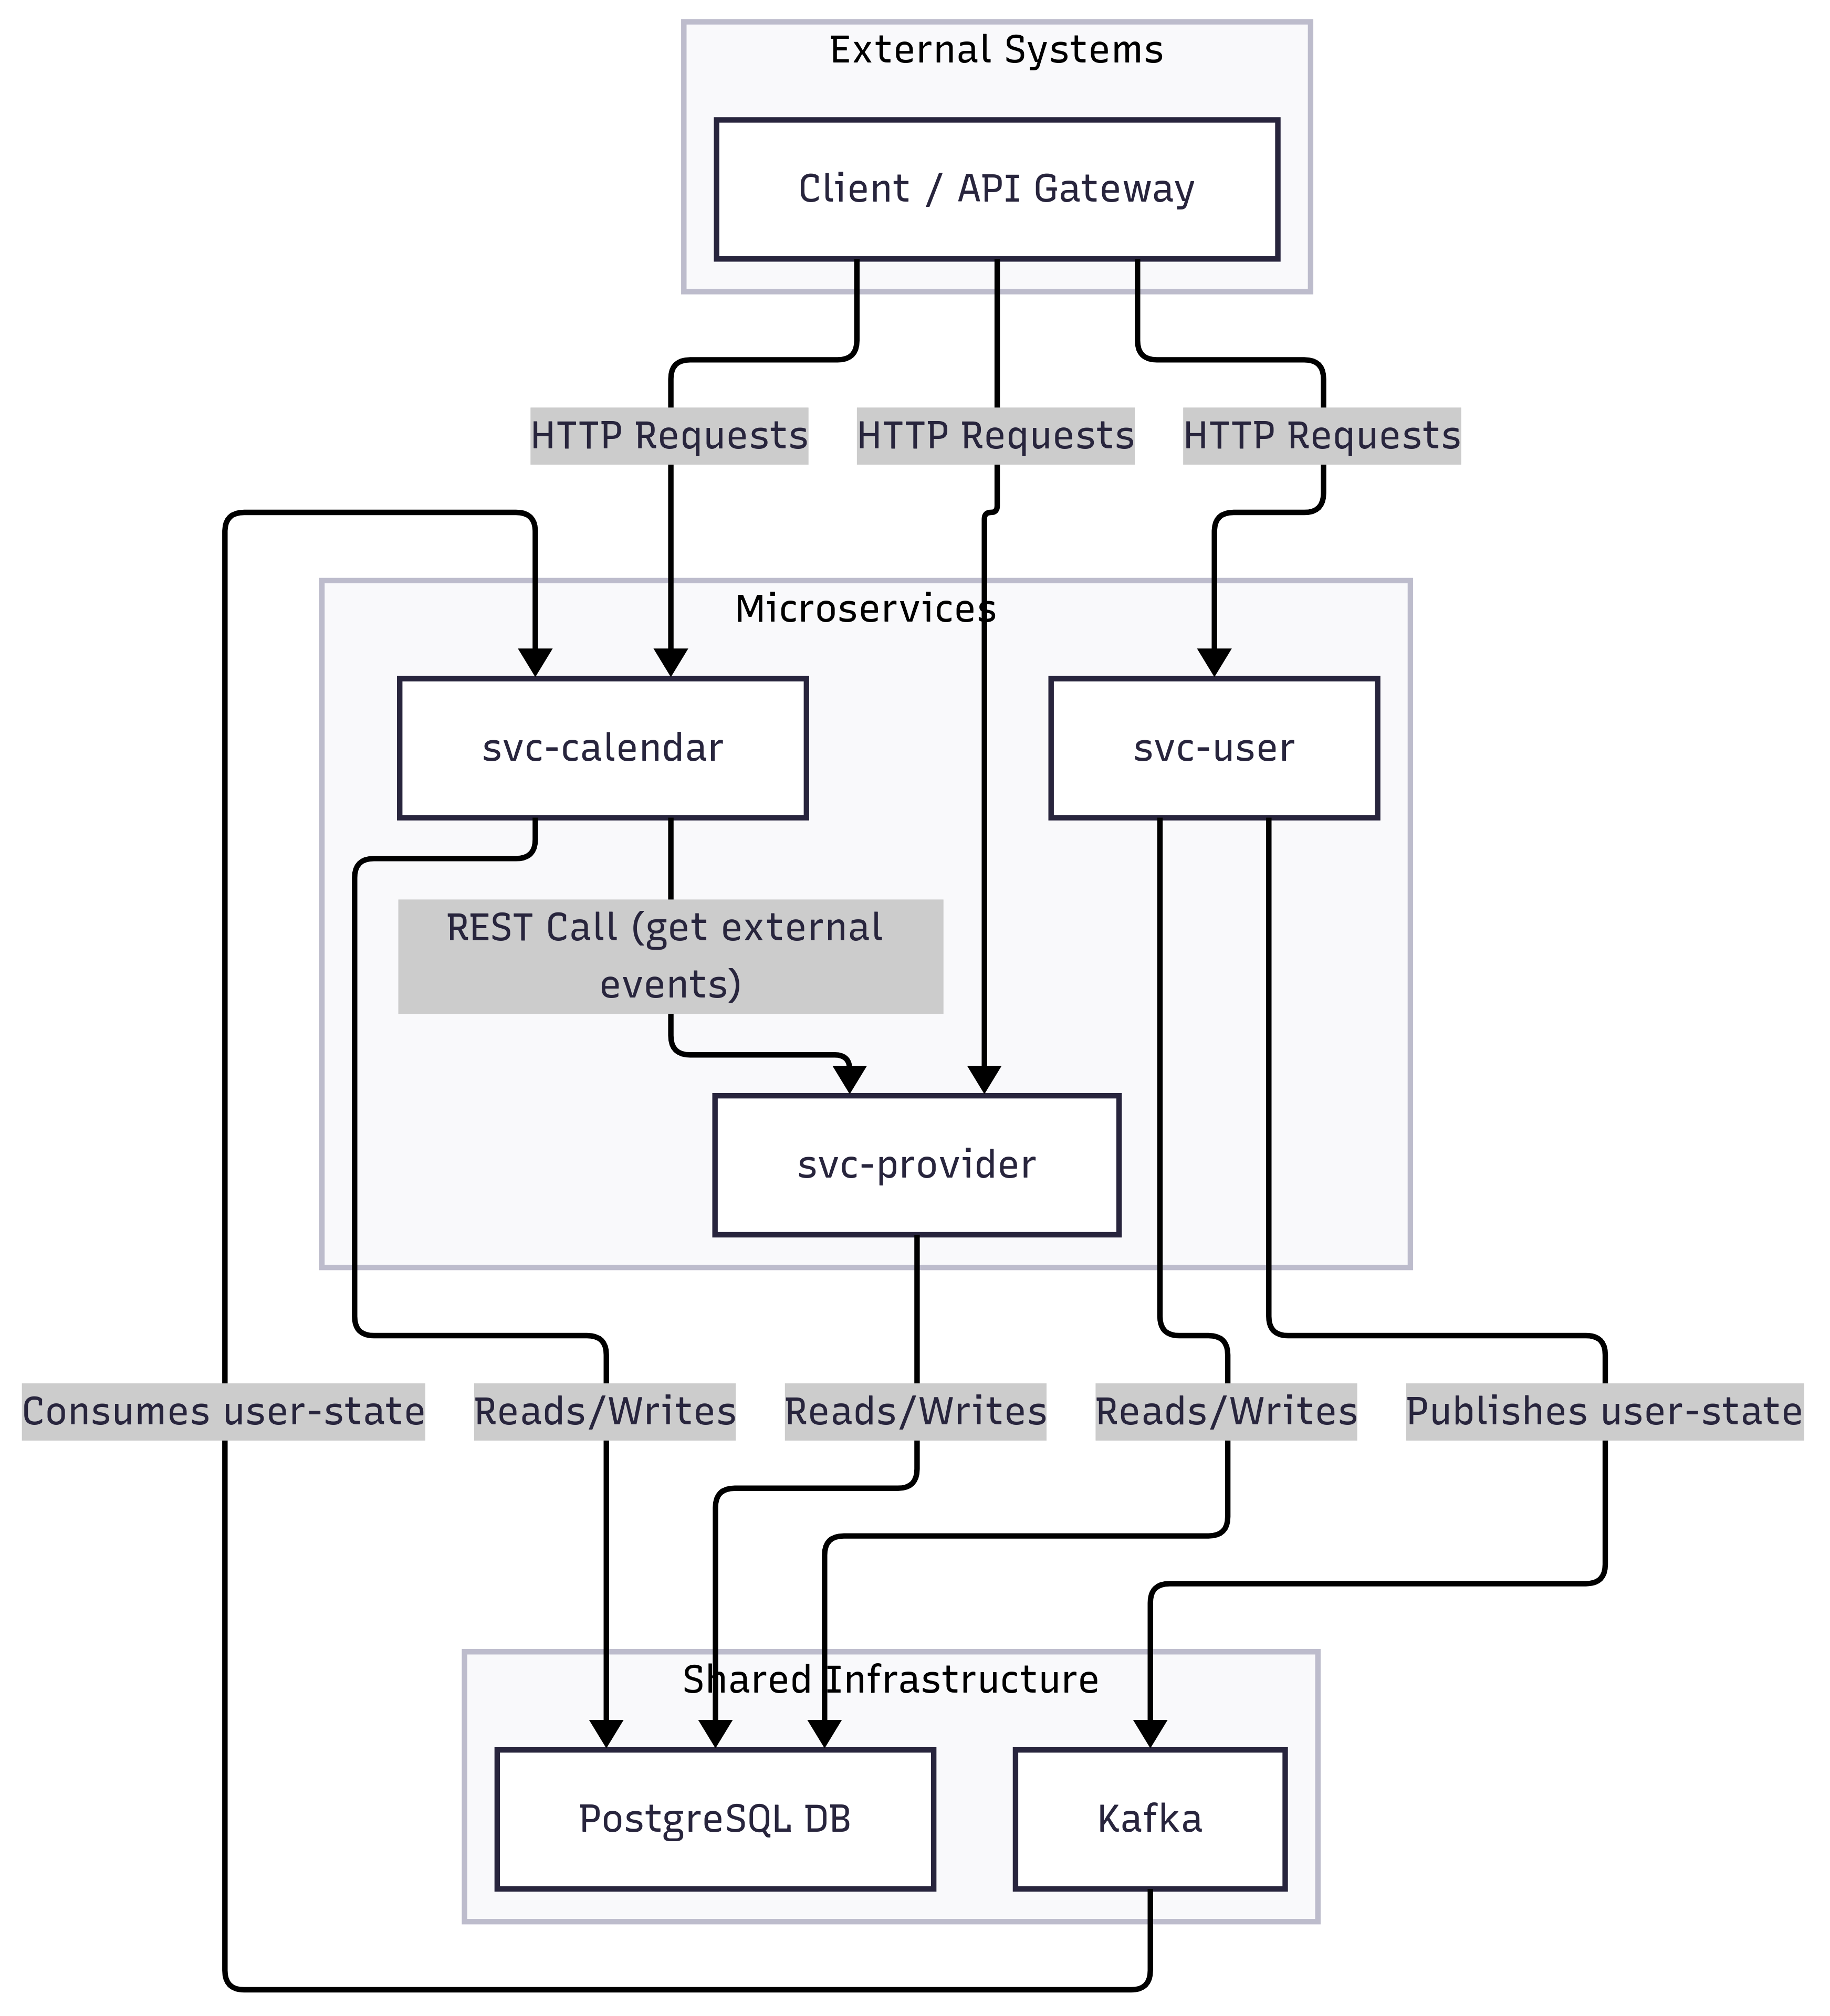 External Systems
Client / API Gateway
HTTP Requests
HTTP Requests
HTTP Requests
Microservices
svc-calendar
svc-user
REST Call (get external
events)
svc-provider
Consumes user-state
Reads/Writes
Reads/Writes
Reads/Writes
Publishes user-state
Shared Infrastructure
PostgreSQL DB
Kafka